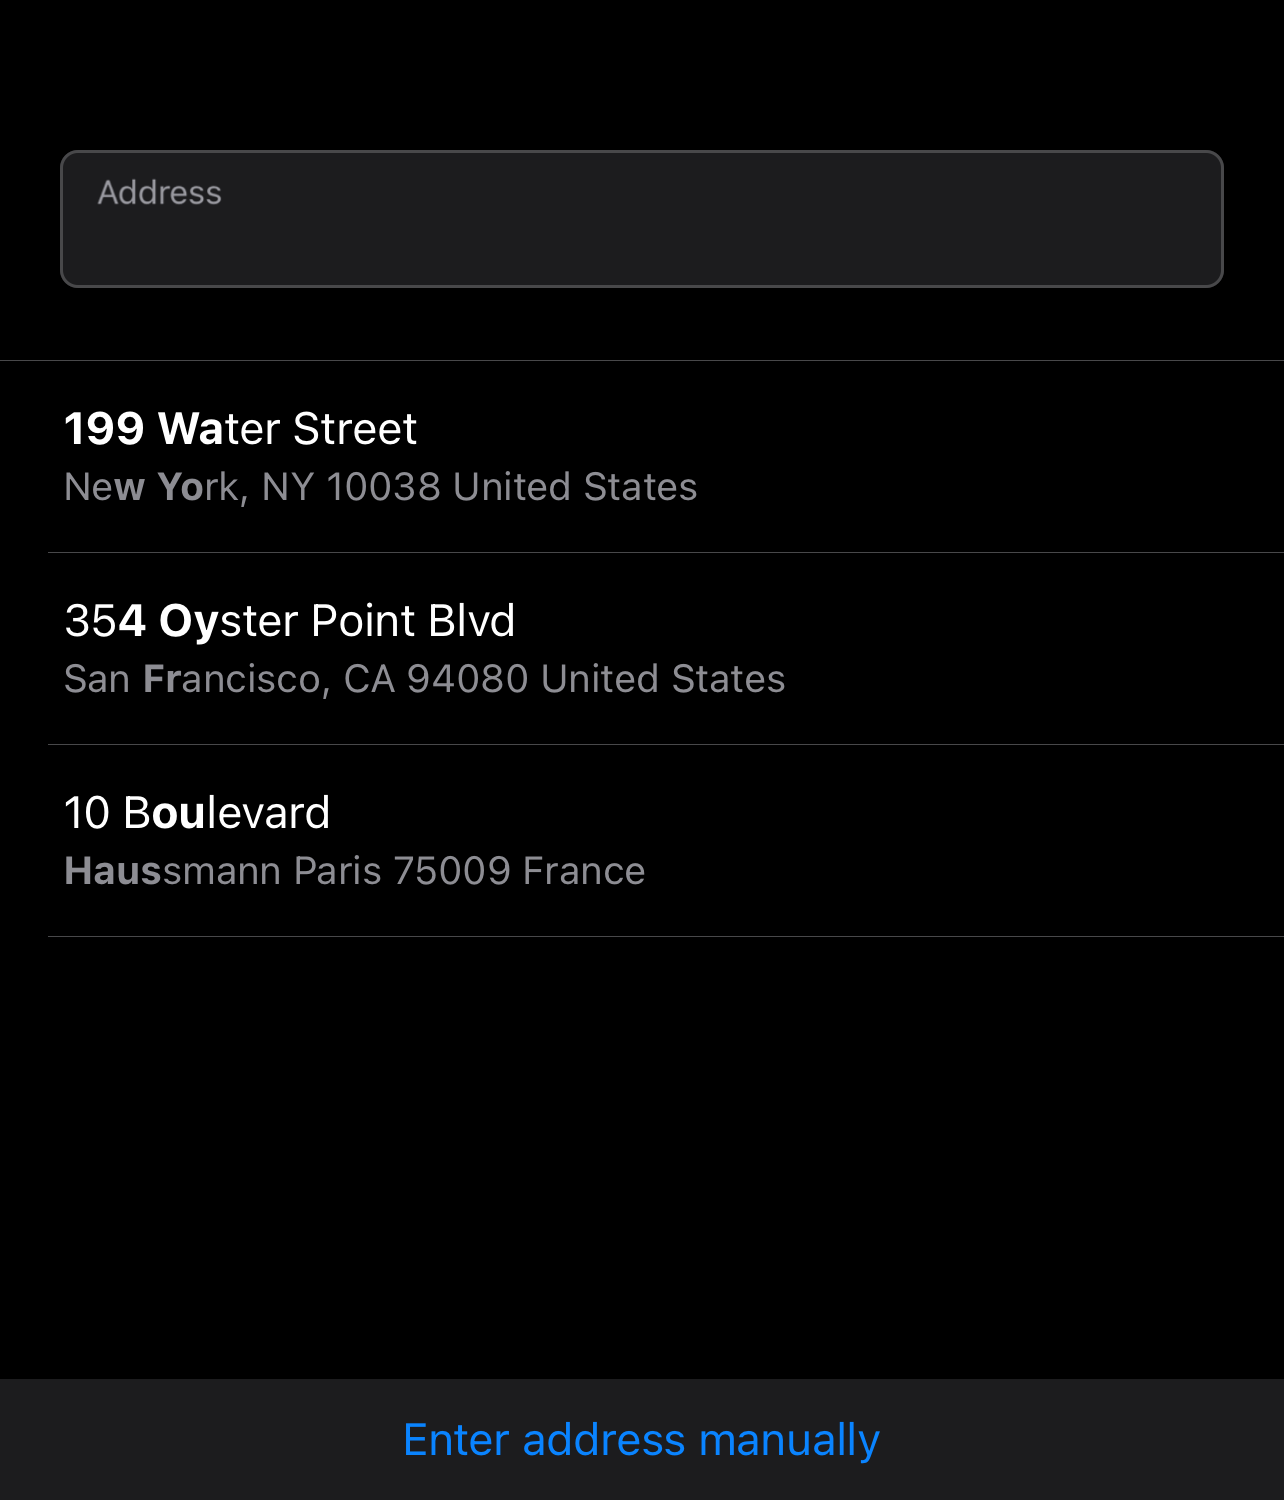 Address
199 Water Street
New York, NY 10038 United States
354 Oyster Point Blvd
San Francisco, CA 94080 United States
10 Boulevard
Haussmann Paris 75009 France
Enter address manually